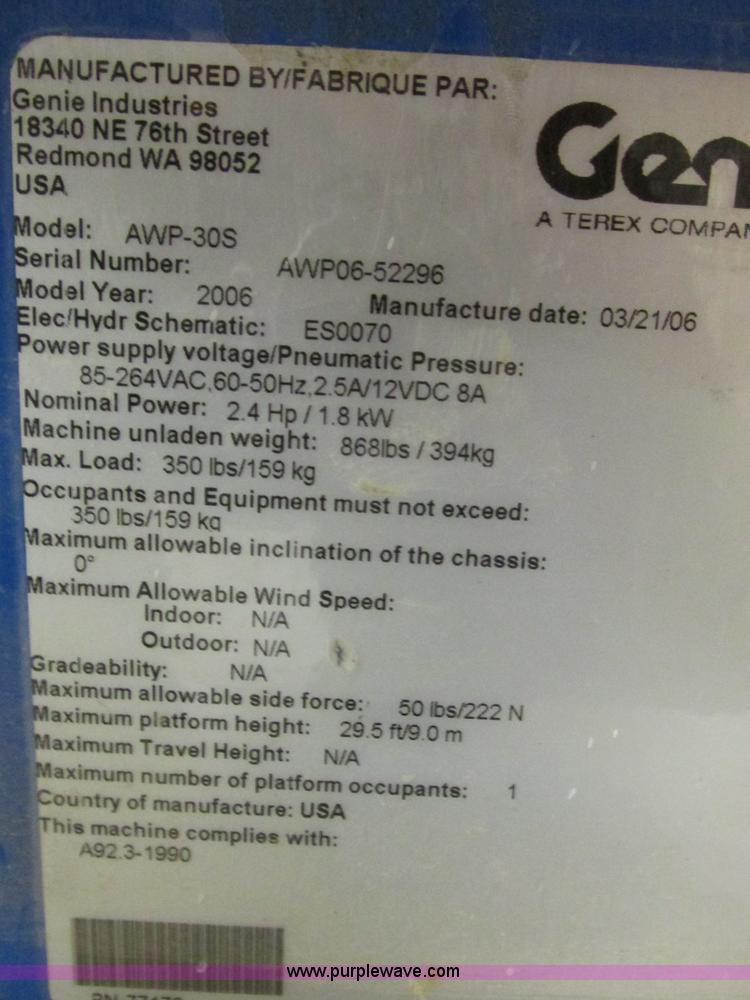 MANUFACTURED BY/FABRIQUE PAR:
Genie Industries
18340 NE 76th Street
Redmond WA 98052
USA
Gen
A TEREX COMPAN
Model: AWP-30S
Serial Number: AWP06-52296
Model Year: 2006 Manufacture date: 03/21/06
Elec/Hydr Schematic: ES0070
Power supply voltage/Pneumatic Pressure:
85-264VAC,60-50Hz,2.5A/12VDC 8A
Nominal Power: 2.4 Hp / 1.8 kW
Machine unladen weight: 868lbs / 394kg
Max. Load: 350 lbs/159 kg
Occupants and Equipment must not exceed:
350 lbs/159 kg
Maximum allowable inclination of the chassis:
0°
Maximum Allowable Wind Speed:
Indoor: N/A
Outdoor: N/A
Gradeability: N/A
Maximum allowable side force: 50 lbs/222 N
Maximum platform height: 29.5 ft/9.0 m
Maximum Travel Height: N/A
Maximum number of platform occupants: 1
Country of manufacture: USA
This machine complies with:
A92.3-1990
www.purplewave.com